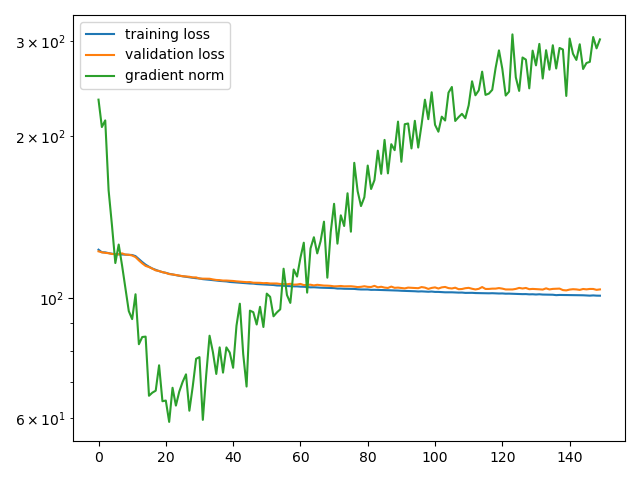 training loss
validation loss
gradient norm
3 × 10²
2 × 10²
10²
6 × 10¹
0 20 40 60 80 100 120 140